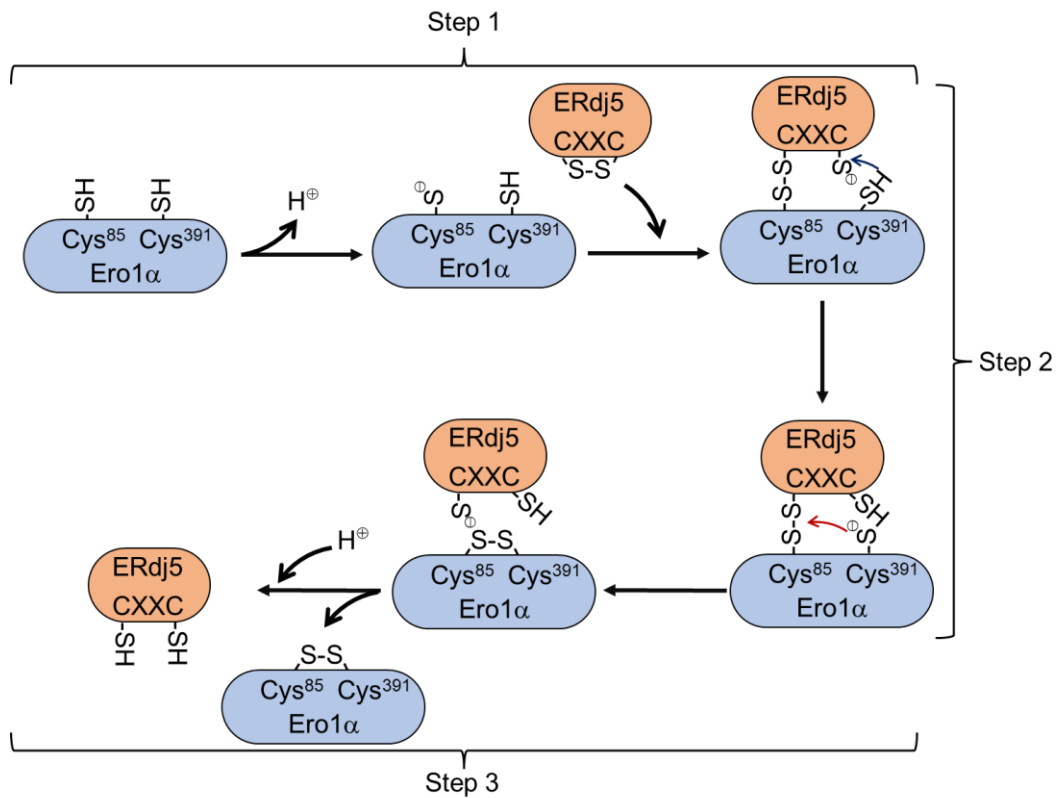 Step 1
ERdj5
CXXC
S-S
ERdj5
CXXC
S-S
S⊖
SH
SH
SH
H⊕
S⊖
SH
Cys85 Cys391
Ero1α
Cys85 Cys391
Ero1α
Cys85 Cys391
Ero1α
Step 2
ERdj5
CXXC
S-S
SH
S⊖
Cys85 Cys391
Ero1α
ERdj5
CXXC
S⊖
SH
S-S
Cys85 Cys391
Ero1α
H⊕
ERdj5
CXXC
SH
SH
S-S
Cys85 Cys391
Ero1α
Step 3